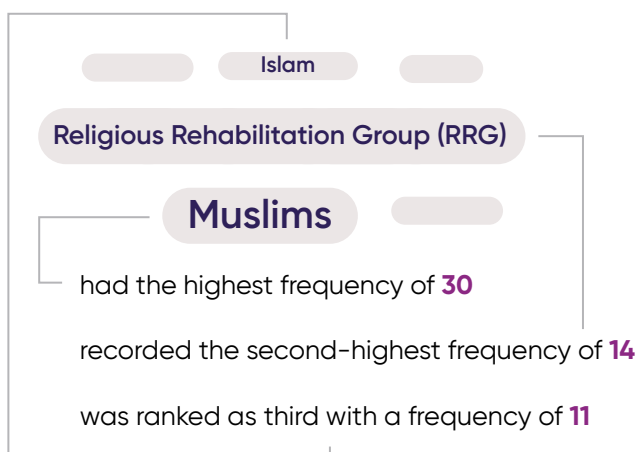 Islam
Religious Rehabilitation Group (RRG)
Muslims
had the highest frequency of 30
recorded the second-highest frequency of 14
was ranked as third with a frequency of 11